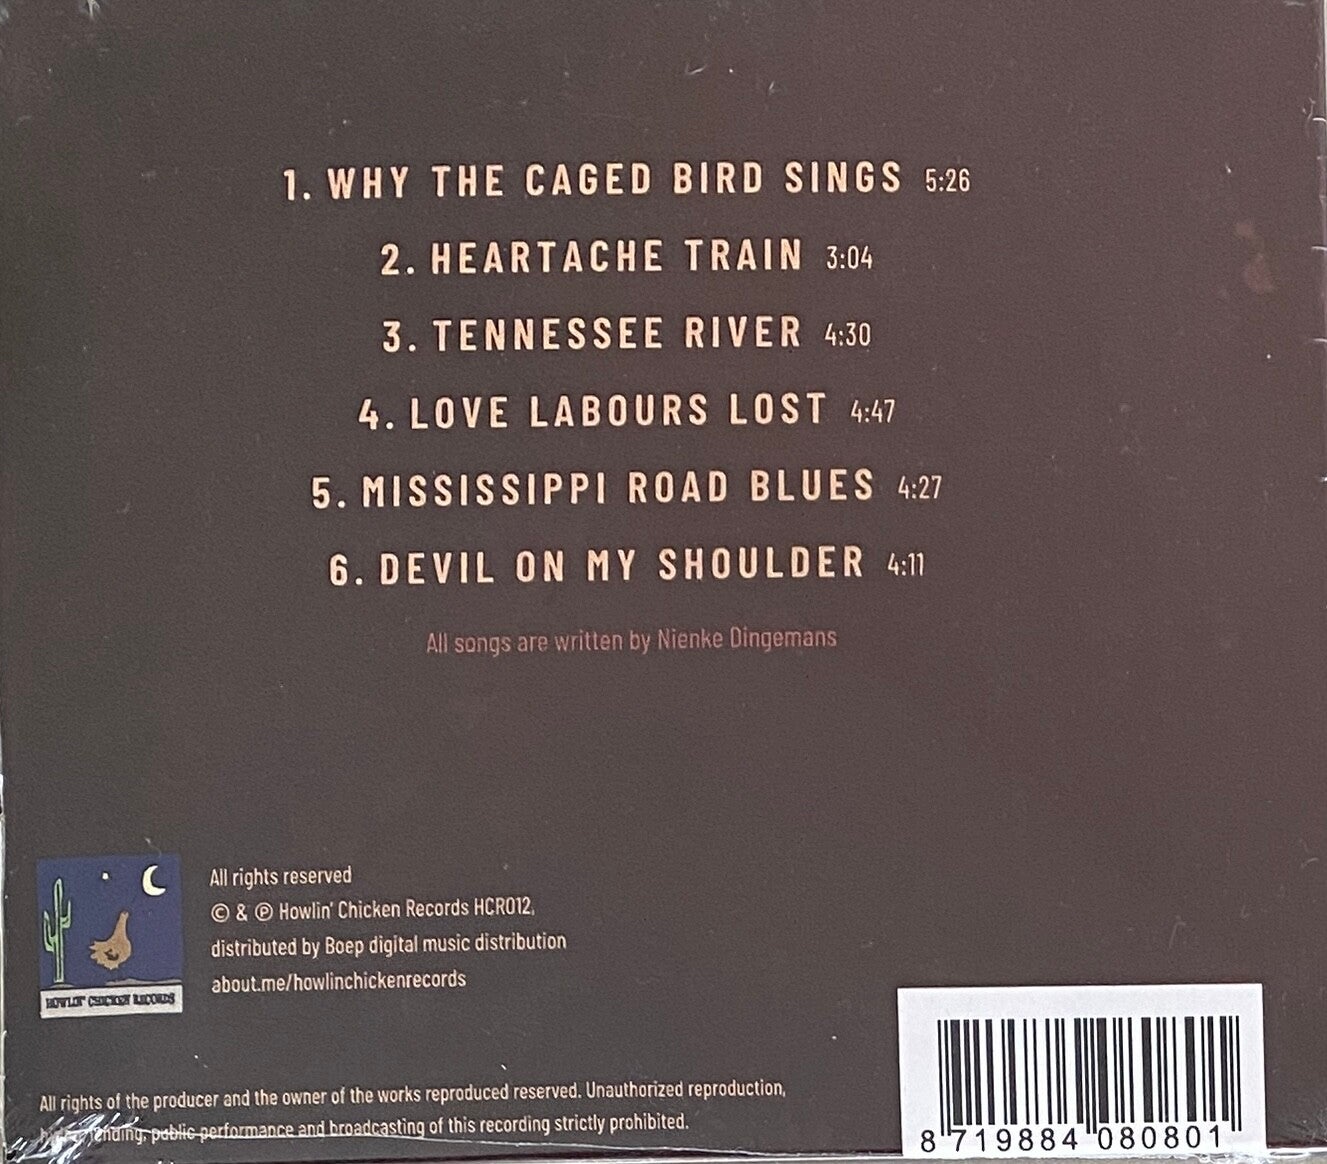 1. WHY THE CAGED BIRD SINGS 5:26
2. HEARTACHE TRAIN 3:04
3. TENNESSEE RIVER 4:30
4. LOVE LABOURS LOST 4:47
5. MISSISSIPPI ROAD BLUES 4:27
6. DEVIL ON MY SHOULDER 4:11
All songs are written by Nienke Dingemans
HOWLIN' CHICKEN RECORDS
All rights reserved
© & ℗ Howlin' Chicken Records HCR012,
distributed by Boep digital music distribution
about.me/howlinchickenrecords
All rights of the producer and the owner of the works reproduced reserved. Unauthorized reproduction,
public performance and broadcasting of this recording strictly prohibited.
8 719884 080801